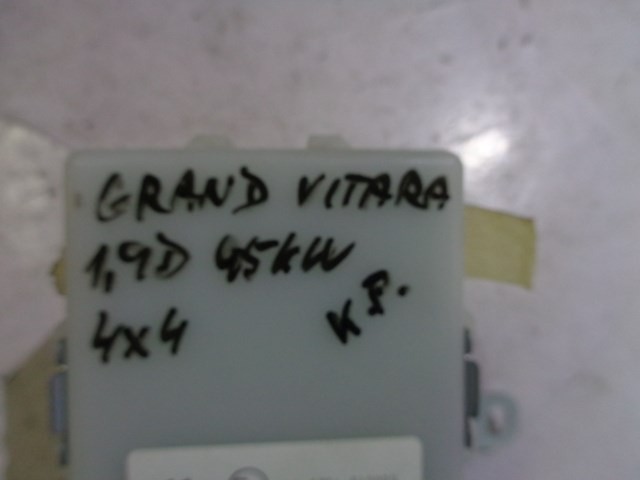 GRAND VITARA
1,9D 95kW
4x4 K P.